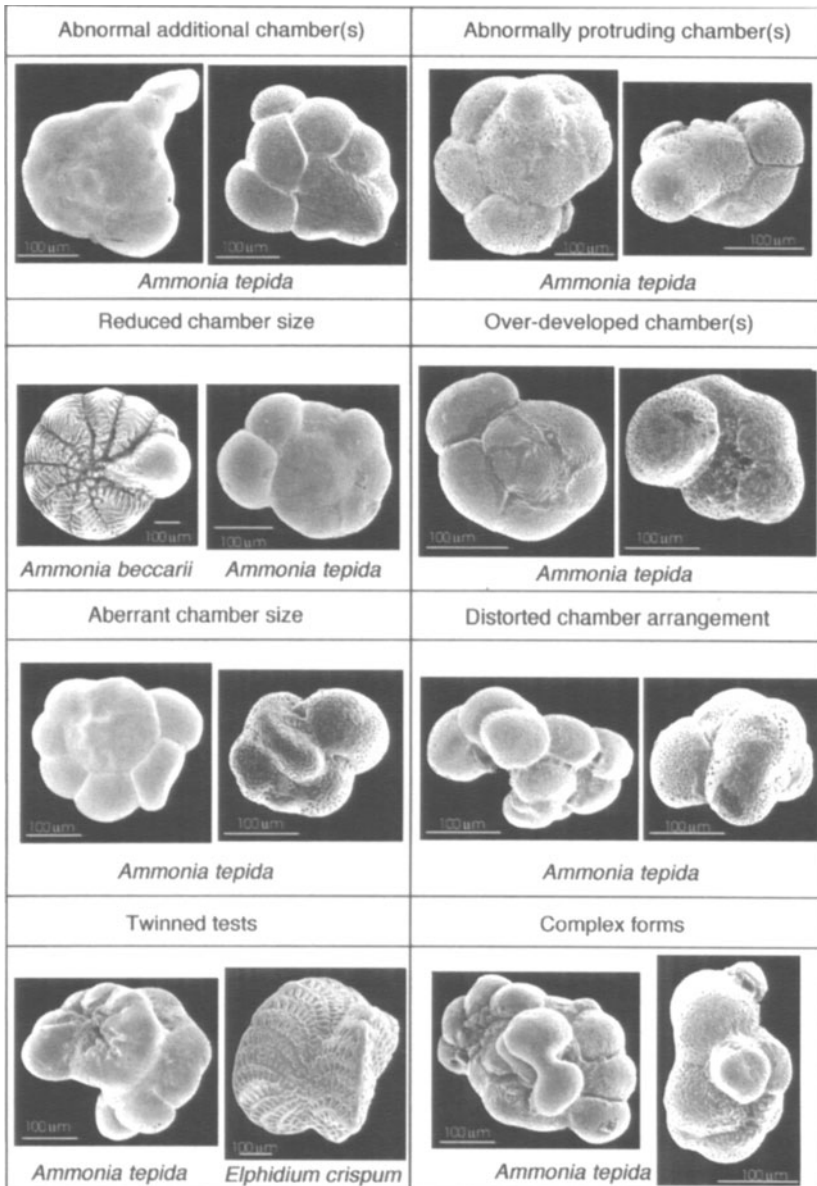 Abnormal additional chamber(s)
Abnormally protruding chamber(s)
100 µm
100 µm
100 µm
100 µm
Ammonia tepida
Ammonia tepida
Reduced chamber size
Over-developed chamber(s)
100 µm
100 µm
100 µm
100 µm
Ammonia beccarii
Ammonia tepida
Ammonia tepida
Aberrant chamber size
Distorted chamber arrangement
100 µm
100 µm
100 µm
100 µm
Ammonia tepida
Ammonia tepida
Twinned tests
Complex forms
100 µm
100 µm
100 µm
100 µm
Ammonia tepida
Elphidium crispum
Ammonia tepida